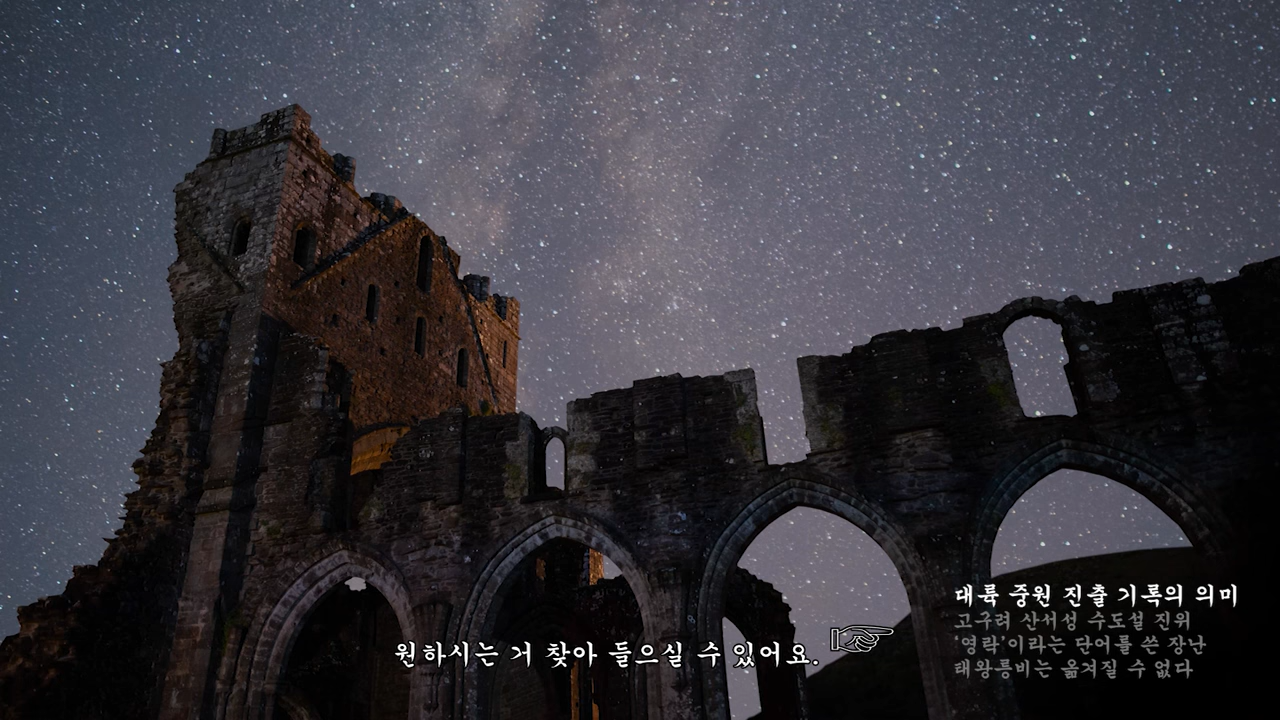 원하시는 거 찾아 들으실 수 있어요.
대륙 중원 진출 기록의 의미
고구려 산서성 수도설 진위
'영락'이라는 단어를 쓴 장난
태왕릉비는 옮겨질 수 없다